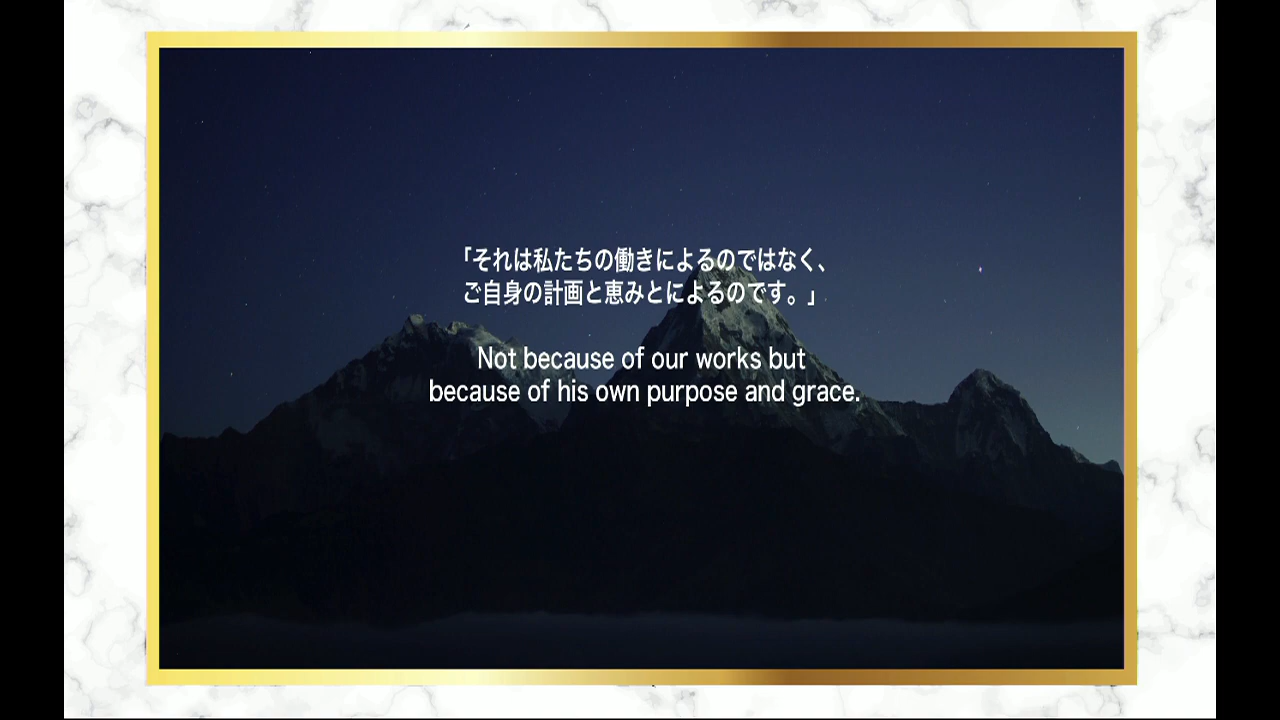 「それは私たちの働きによるのではなく、
ご自身の計画と恵みとによるのです。」
Not because of our works but
because of his own purpose and grace.